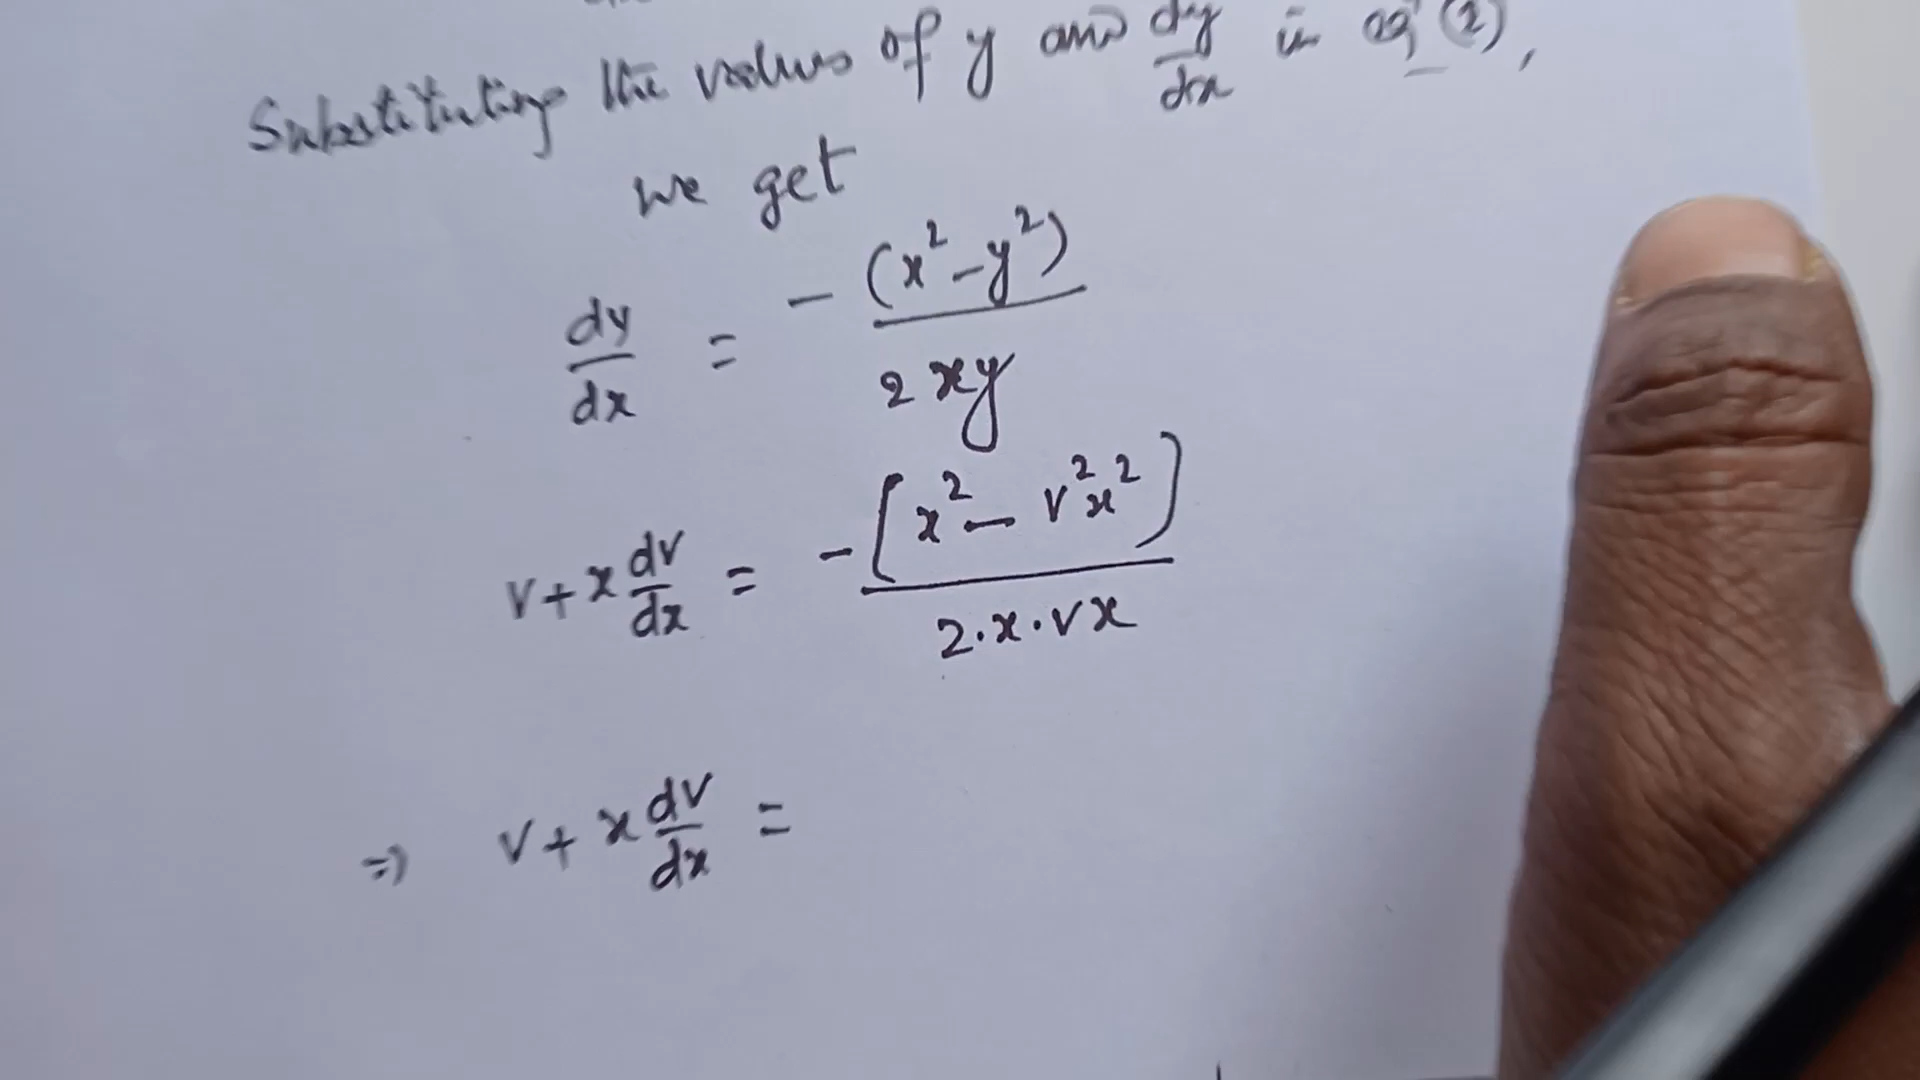 Substituting the values of y and dy/dx in eqⁿ (2),
we get
dy/dx = -(x²-y²)/2xy
v+x dv/dx = -[x²-v²x²]/2·x·vx
=> v+x dv/dx =